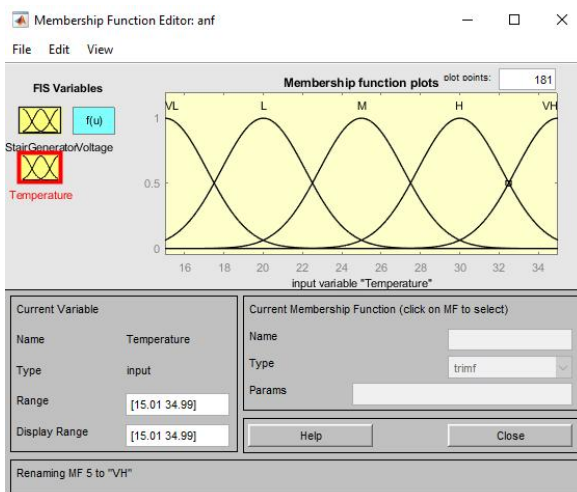 Membership Function Editor: anf
File Edit View
FIS Variables
f(u)
StairGenerator Voltage
Temperature
Membership function plots plot points: 181
VL L M H VH
1
0.5
0
16 18 20 22 24 26 28 30 32 34
input variable "Temperature"
Current Variable
Name Temperature
Type input
Range [15.01 34.99]
Display Range [15.01 34.99]
Current Membership Function (click on MF to select)
Name
Type trimf
Params
Help Close
Renaming MF 5 to "VH"